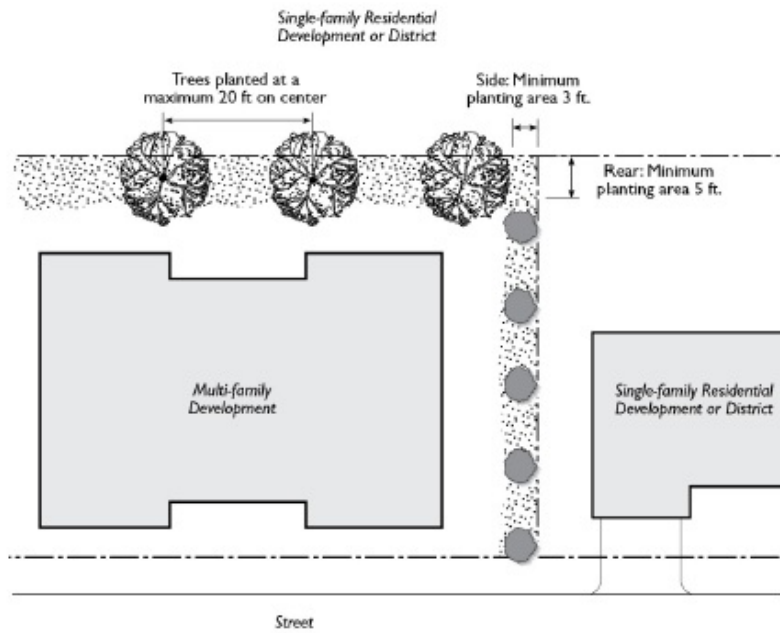 Single-family Residential
Development or District
Trees planted at a
maximum 20 ft on center
Side: Minimum
planting area 3 ft.
Rear: Minimum
planting area 5 ft.
Multi-family
Development
Single-family Residential
Development or District
Street